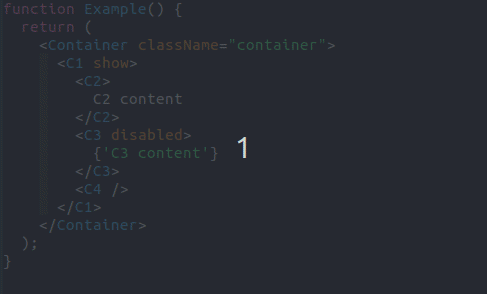 function Example() {
return (
<Container className="container">
<C1 show>
<C2>
C2 content
</C2>
<C3 disabled>
{'C3 content'}
</C3>
<C4 />
</C1>
</Container>
);
}
1